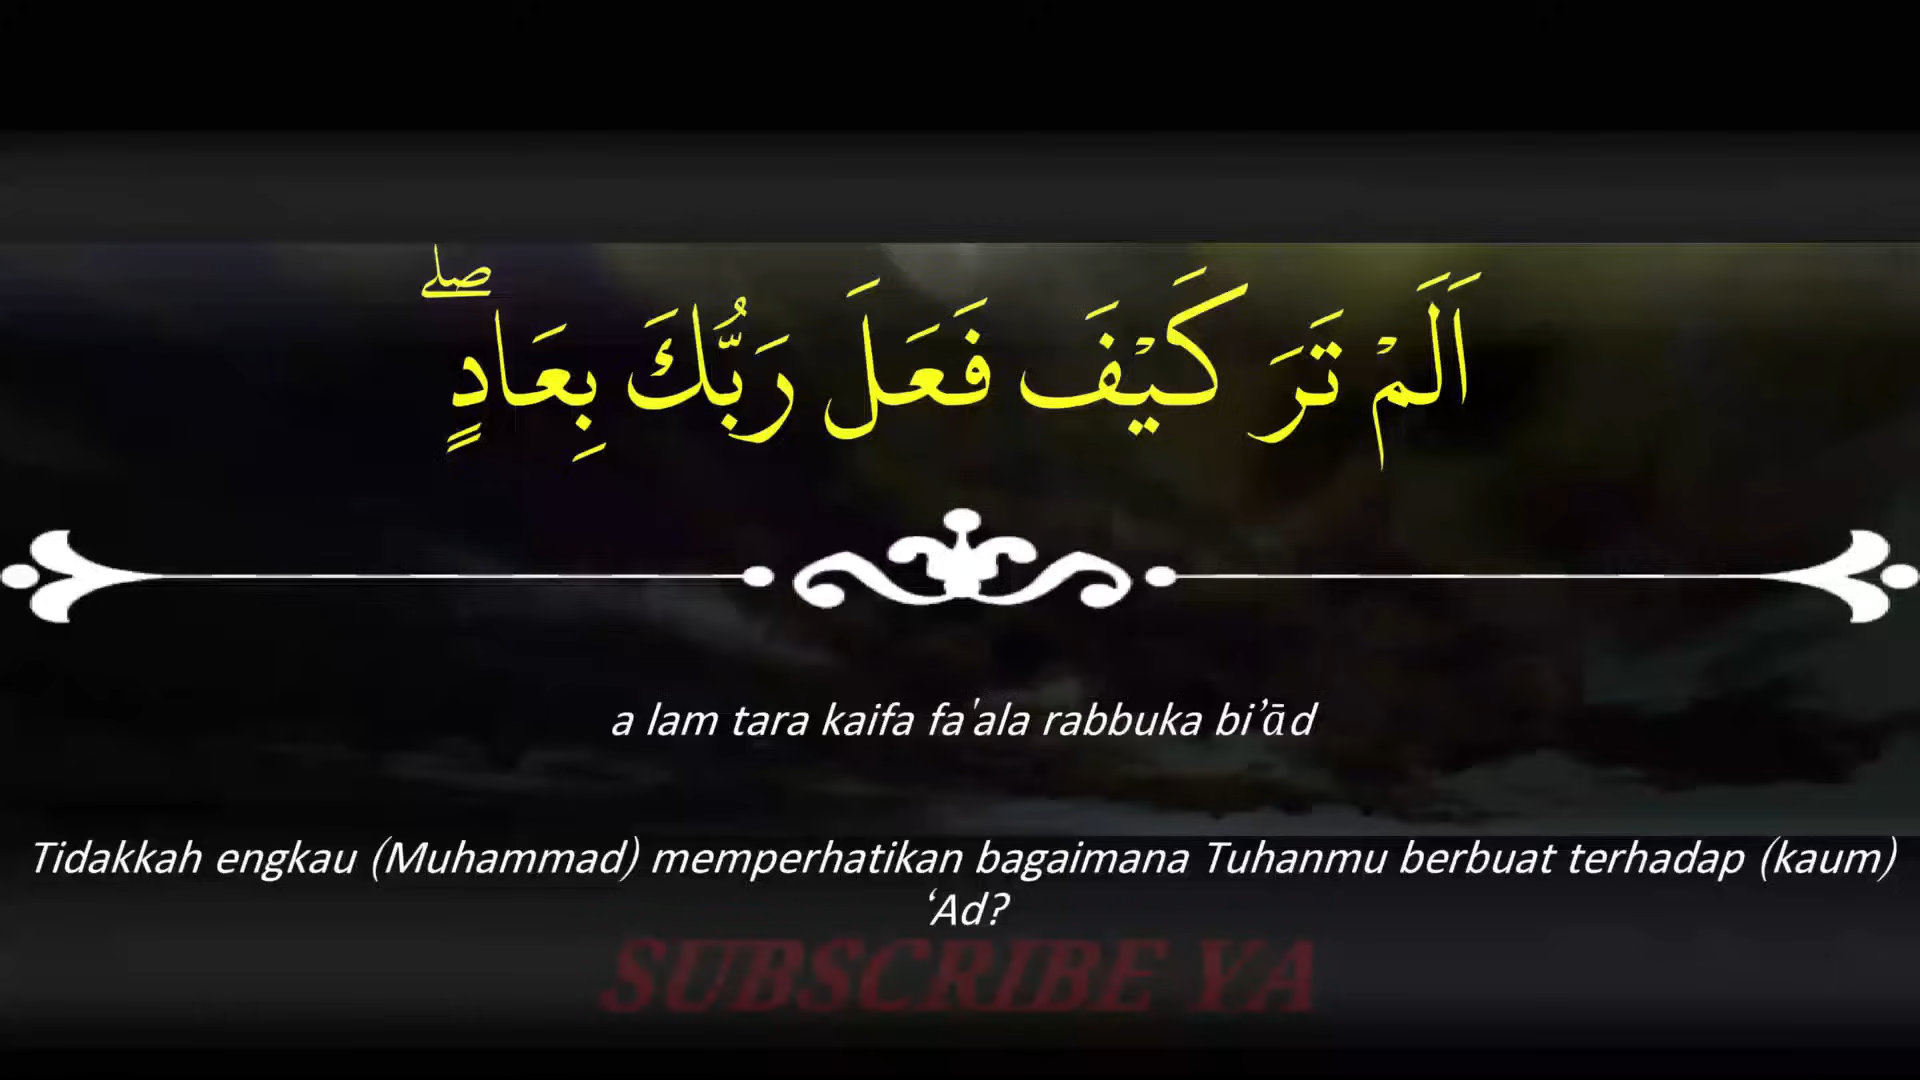 اَلَمْ تَرَ كَيْفَ فَعَلَ رَبُّكَ بِعَادٍۖ
a lam tara kaifa fa'ala rabbuka bi’ād
Tidakkah engkau (Muhammad) memperhatikan bagaimana Tuhanmu berbuat terhadap (kaum)
‘Ad?
SUBSCRIBE YA